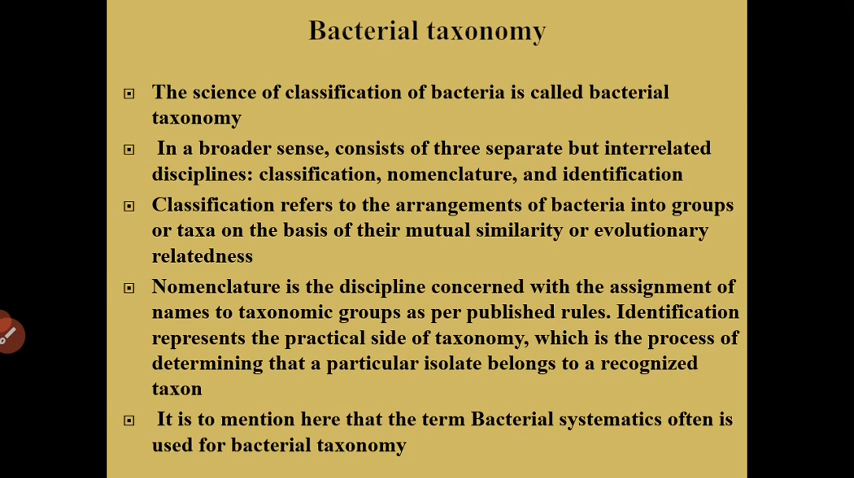 Bacterial taxonomy
The science of classification of bacteria is called bacterial
taxonomy
In a broader sense, consists of three separate but interrelated
disciplines: classification, nomenclature, and identification
Classification refers to the arrangements of bacteria into groups
or taxa on the basis of their mutual similarity or evolutionary
relatedness
Nomenclature is the discipline concerned with the assignment of
names to taxonomic groups as per published rules. Identification
represents the practical side of taxonomy, which is the process of
determining that a particular isolate belongs to a recognized
taxon
It is to mention here that the term Bacterial systematics often is
used for bacterial taxonomy